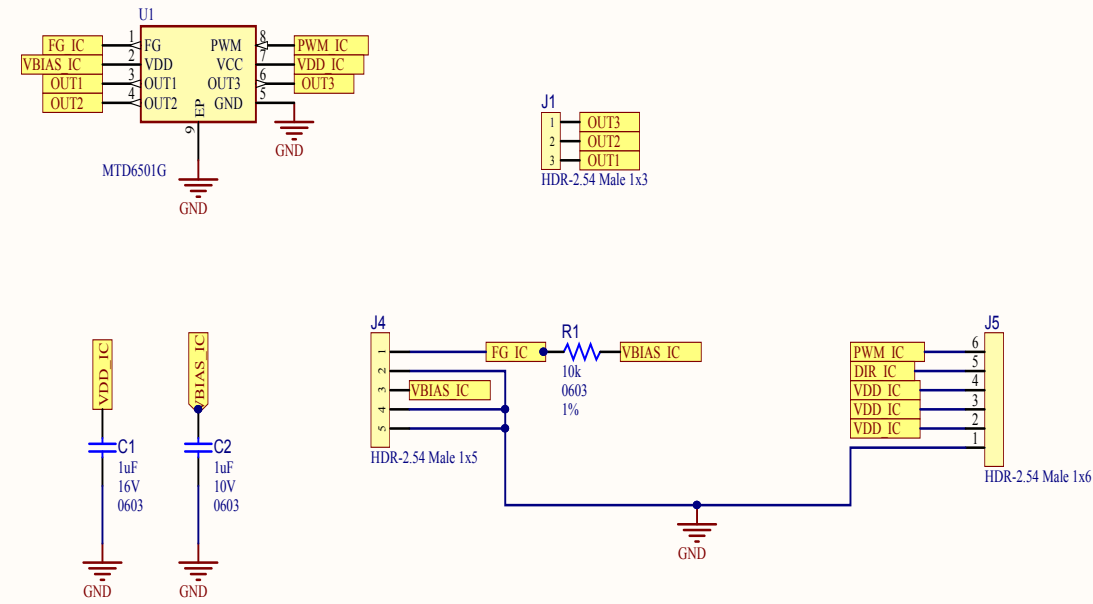 U1
FG_IC 1 FG PWM 8 PWM_IC
VBIAS_IC 2 VDD VCC 7 VDD_IC
OUT1 3 OUT1 OUT3 6 OUT3
OUT2 4 OUT2 GND 5
EP
9
GND
MTD6501G
GND
J1
1 OUT3
2 OUT2
3 OUT1
HDR-2.54 Male 1x3
VDD_IC
C1
1uF
16V
0603
GND
VBIAS_IC
C2
1uF
10V
0603
GND
J4
1 FG_IC
2
3 VBIAS_IC
4
5
HDR-2.54 Male 1x5
R1
VBIAS_IC
10k
0603
1%
GND
J5
PWM_IC 6
DIR_IC 5
VDD_IC 4
VDD_IC 3
VDD_IC 2
1
HDR-2.54 Male 1x6